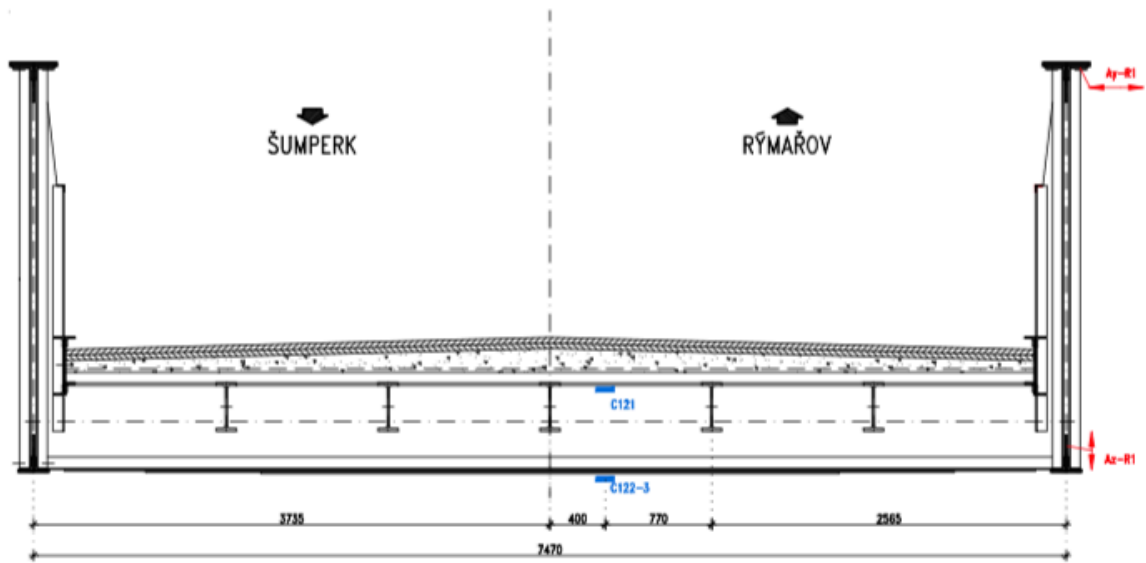 Ay-R1
ŠUMPERK
RÝMAŘOV
C121
Az-R1
C122-3
3735
400
770
2565
7470